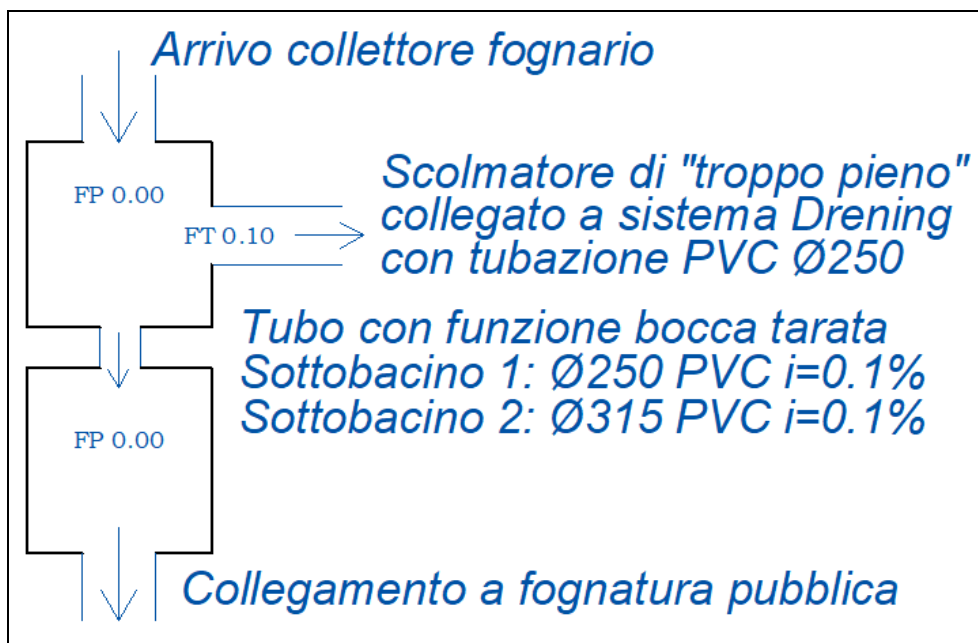 Arrivo collettore fognario
FP 0.00
Scolmatore di "troppo pieno"
FT 0.10
collegato a sistema Drening
con tubazione PVC Ø250
Tubo con funzione bocca tarata
Sottobacino 1: Ø250 PVC i=0.1%
Sottobacino 2: Ø315 PVC i=0.1%
FP 0.00
Collegamento a fognatura pubblica